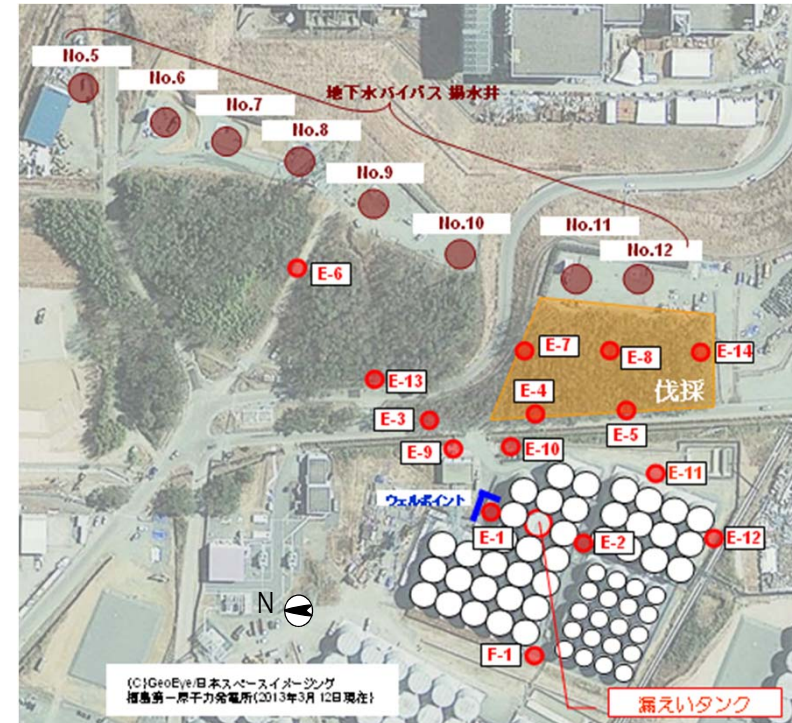 No.5
No.6
No.7
No.8
No.9
No.10
No.11
No.12
地下水バイパス 揚水井
E-6
E-7
E-8
E-14
伐採
E-13
E-4
E-5
E-3
E-9
E-10
E-11
ウェルポイント
E-1
E-2
E-12
N
F-1
(C)GeoEye/日本スペースイメージング
福島第一原子力発電所(2013年3月12日現在)
漏えいタンク